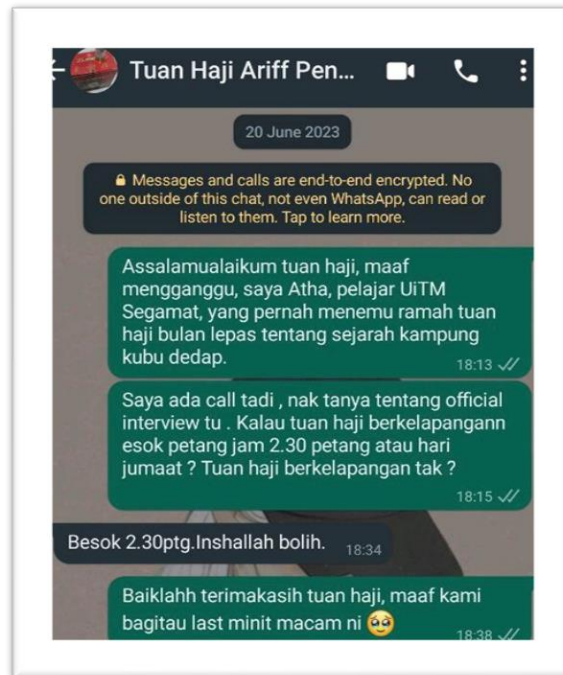 Tuan Haji Ariff Pen...
20 June 2023
Messages and calls are end-to-end encrypted. No
one outside of this chat, not even WhatsApp, can read or
listen to them. Tap to learn more.
Assalamualaikum tuan haji, maaf
mengganggu, saya Atha, pelajar UiTM
Segamat, yang pernah menemu ramah tuan
haji bulan lepas tentang sejarah kampung
kubu dedap.
18:13
Saya ada call tadi , nak tanya tentang official
interview tu . Kalau tuan haji berkelapangann
esok petang jam 2.30 petang atau hari
jumaat ? Tuan haji berkelapangan tak ?
18:15
Besok 2.30ptg.Inshallah bolih. 18:34
Baiklahh terimakasih tuan haji, maaf kami
bagitau last minit macam ni 🥹
18:38